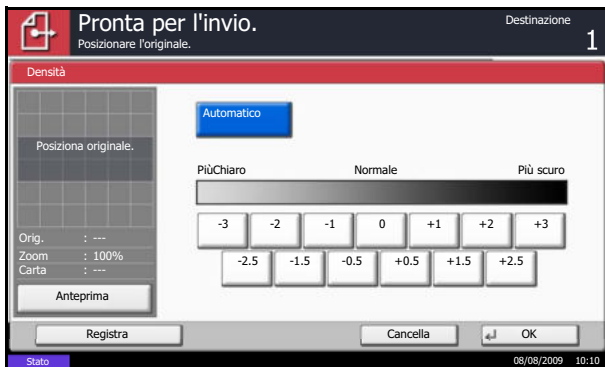 Pronta per l'invio.
Posizionare l'originale.
Destinazione
1
Densità
Posiziona originale.
Orig. : ---
Zoom : 100%
Carta : ---
Anteprima
Automatico
PiùChiaro Normale Più scuro
-3 -2 -1 0 +1 +2 +3
-2.5 -1.5 -0.5 +0.5 +1.5 +2.5
Registra Cancella OK
Stato 08/08/2009 10:10